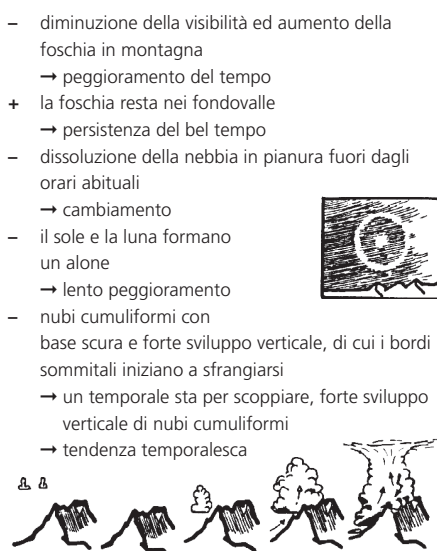 – diminuzione della visibilità ed aumento della
foschia in montagna
→ peggioramento del tempo
+ la foschia resta nei fondovalle
→ persistenza del bel tempo
– dissoluzione della nebbia in pianura fuori dagli
orari abituali
→ cambiamento
– il sole e la luna formano
un alone
→ lento peggioramento
– nubi cumuliformi con
base scura e forte sviluppo verticale, di cui i bordi
sommitali iniziano a sfrangiarsi
→ un temporale sta per scoppiare, forte sviluppo
verticale di nubi cumuliformi
→ tendenza temporalesca